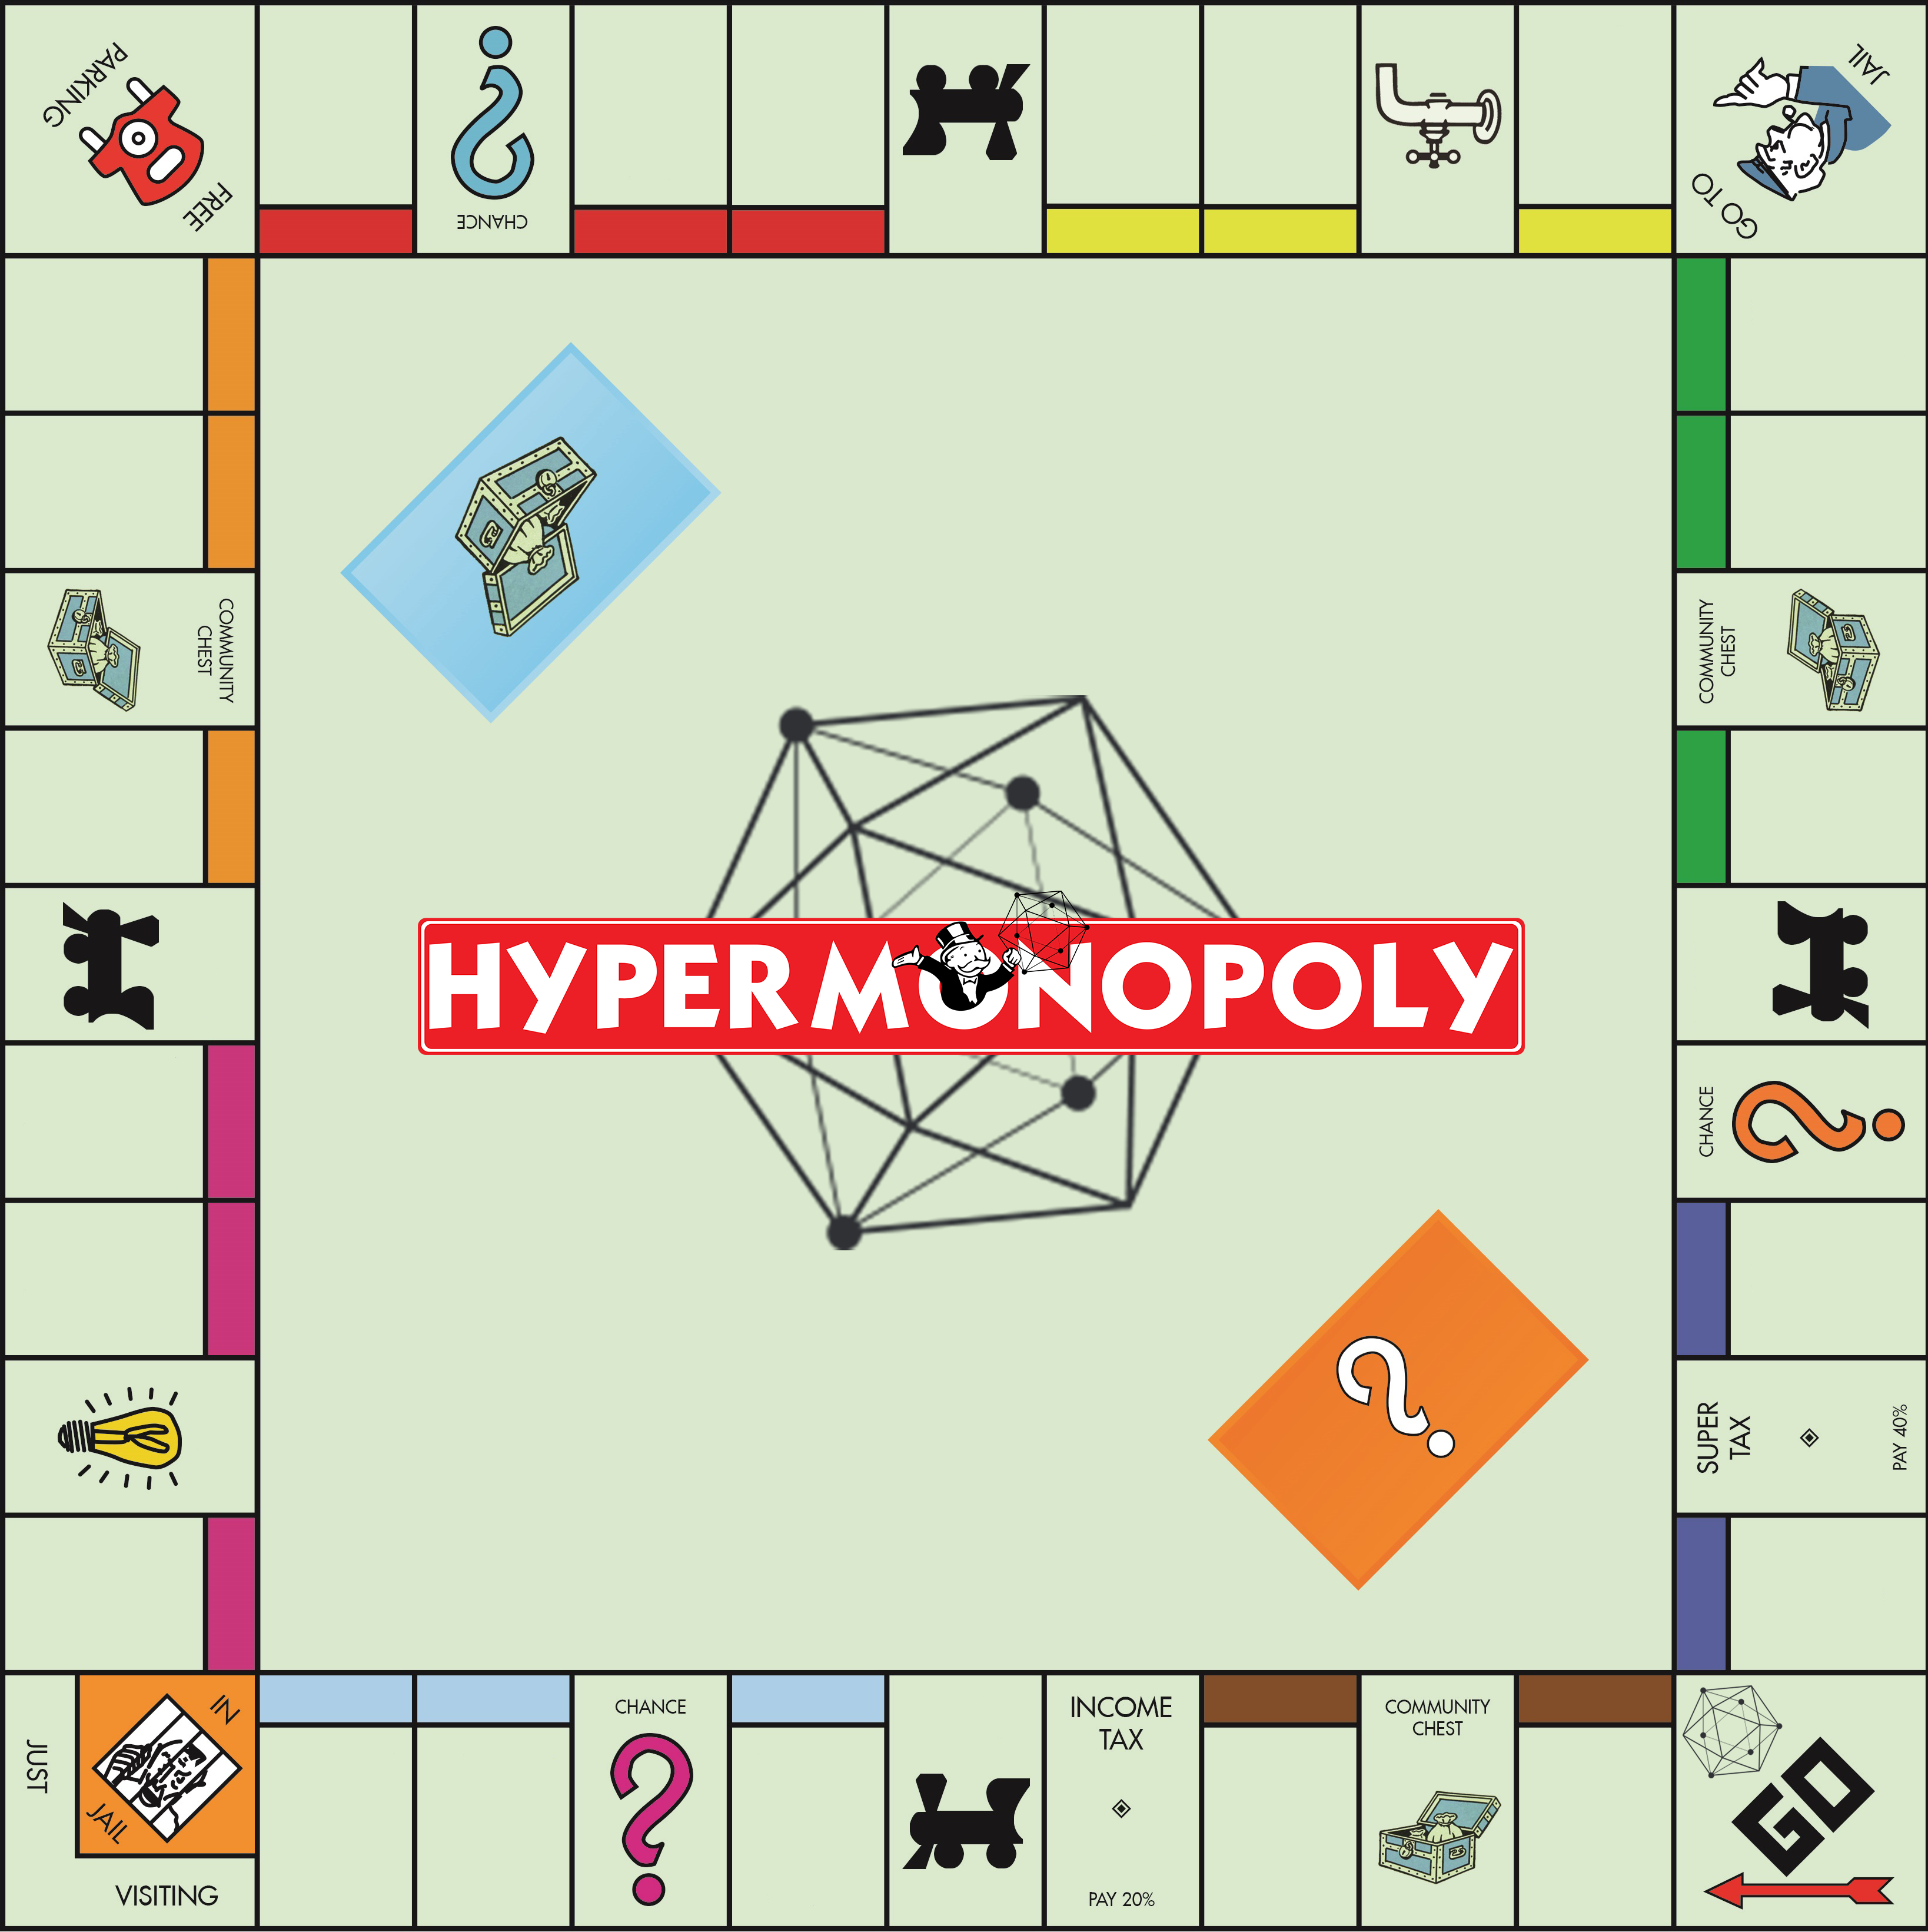 PARKING
FREE
CHANCE
JAIL
GO TO
COMMUNITY
CHEST
COMMUNITY
CHEST
HYPERMONOPOLY
CHANCE
SUPER
TAX
PAY 40%
IN
JAIL
JUST
VISITING
CHANCE
INCOME
TAX
PAY 20%
COMMUNITY
CHEST
GO